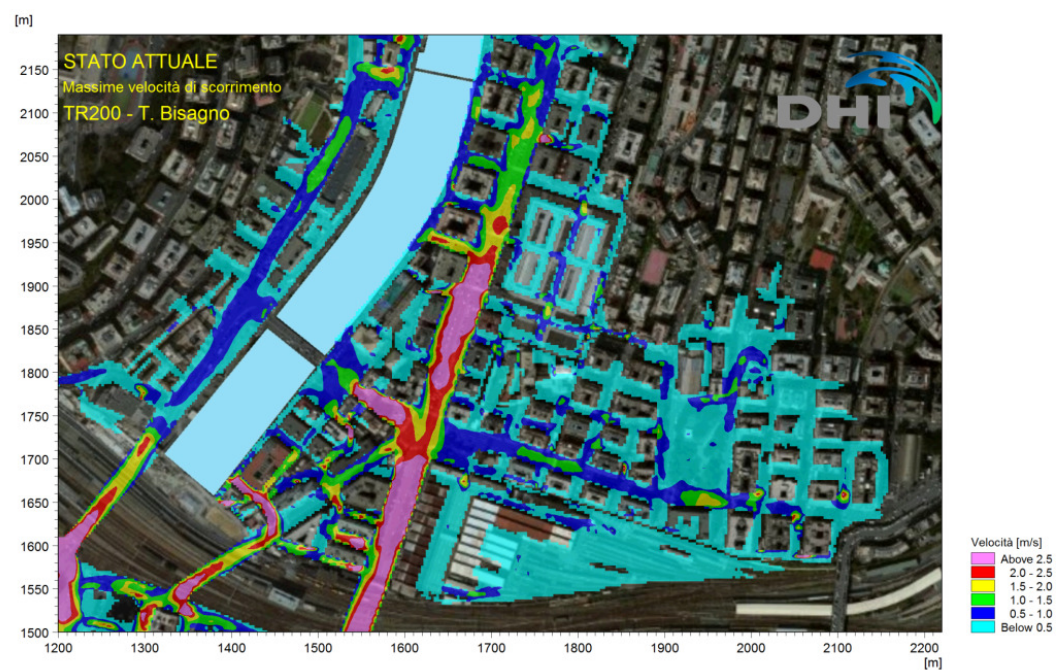 [m]
STATO ATTUALE
Massime velocità di scorrimento
TR200 - T. Bisagno
DHI
2150
2100
2050
2000
1950
1900
1850
1800
1750
1700
1650
1600
1550
1500
1200 1300 1400 1500 1600 1700 1800 1900 2000 2100 2200
[m]
Velocità [m/s]
Above 2.5
2.0 - 2.5
1.5 - 2.0
1.0 - 1.5
0.5 - 1.0
Below 0.5